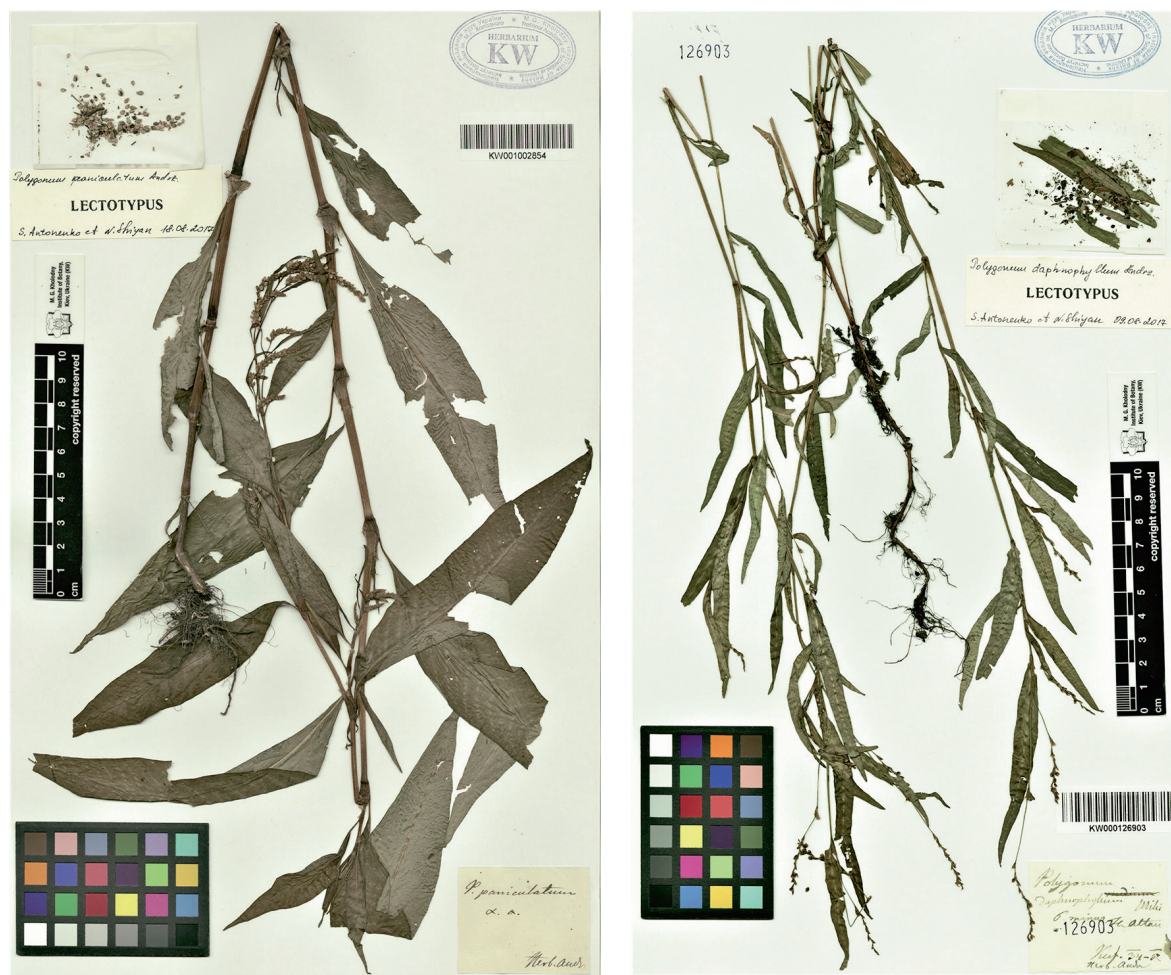 HERBARIUM
KW
KW001002854
Polygonum paniculatum Andrz.
LECTOTYPUS
S. Antonenko et N. Shiyan 18.08.2017
M. G. Kholodny
Institute of Botany,
Kiev, Ukraine (KW)
0 1 2 3 4 5 6 7 8 9 10
cm
copyright reserved
P. paniculatum
α. a.
Herb. Andr.
126903
HERBARIUM
KW
Polygonum daphnophyllum Andrz.
LECTOTYPUS
S. Antonenko et N. Shiyan 09.08.2017
M. G. Kholodny
Institute of Botany,
Kiev, Ukraine (KW)
0 1 2 3 4 5 6 7 8 9 10
cm
copyright reserved
KW000126903
Polygonum
Daphnophyllum Mihi
minus
126903
Herb. Andr